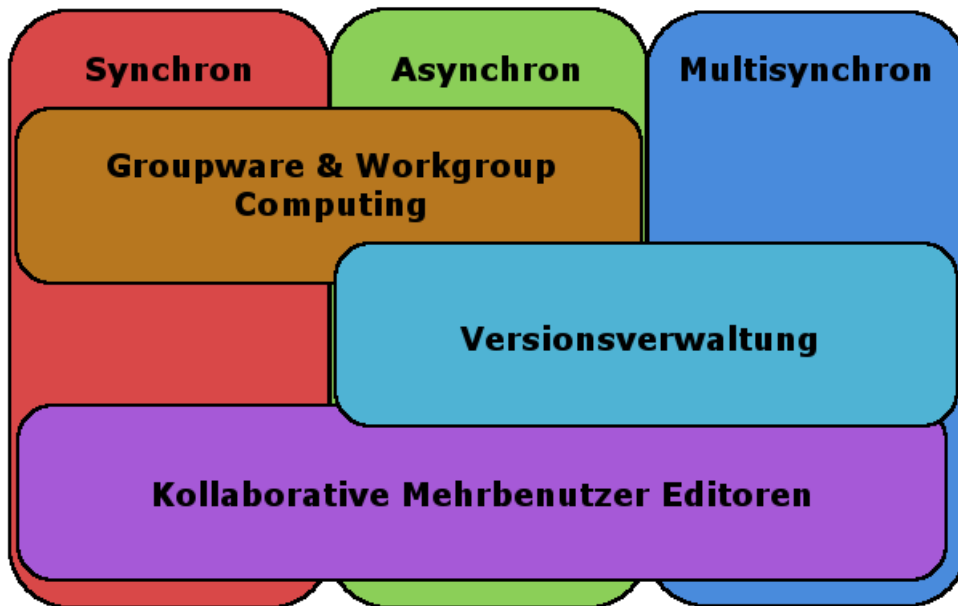 Synchron
Asynchron
Multisynchron
Groupware & Workgroup
Computing
Versionsverwaltung
Kollaborative Mehrbenutzer Editoren